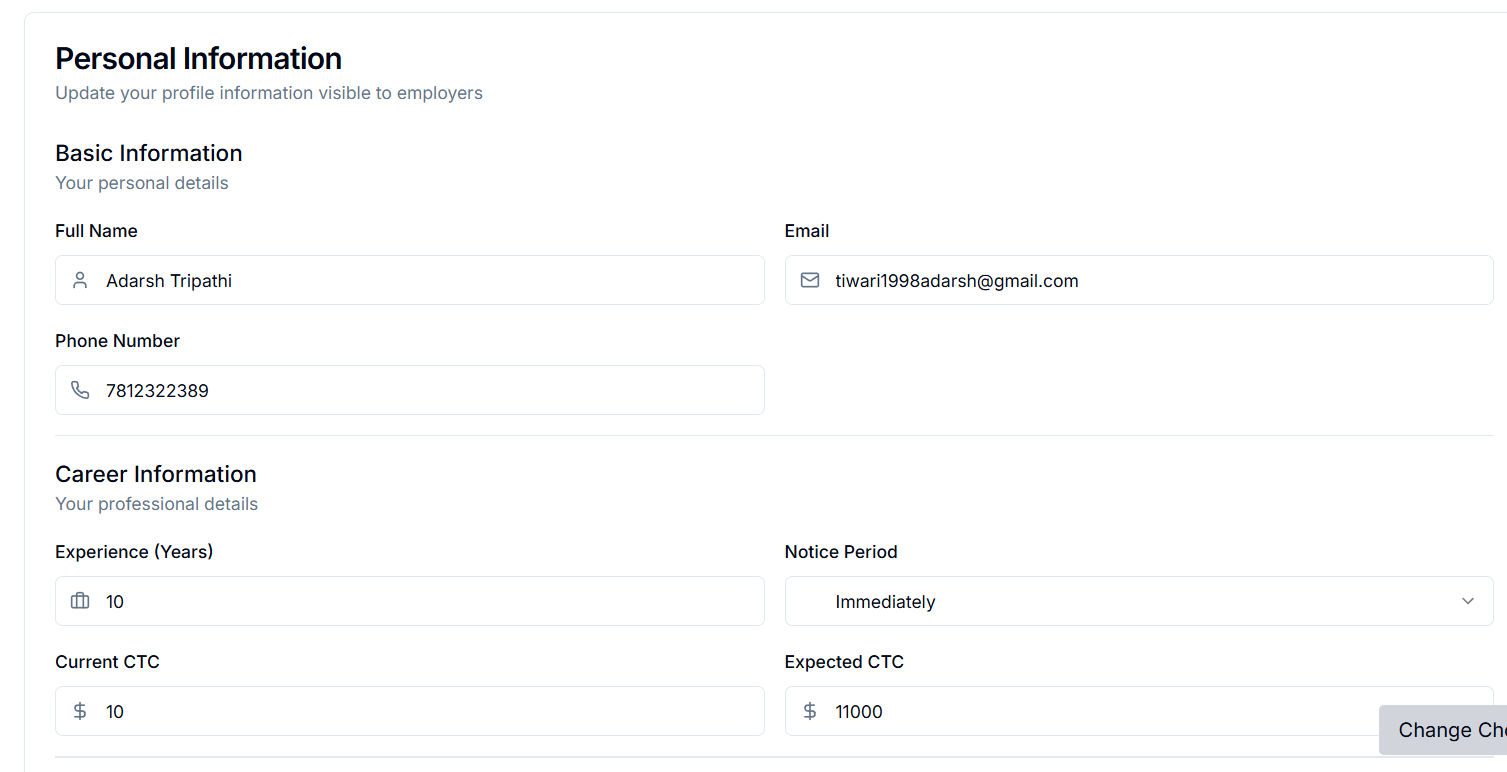 Personal Information
Update your profile information visible to employers
Basic Information
Your personal details
Full Name
Email
Adarsh Tripathi
tiwari1998adarsh@gmail.com
Phone Number
7812322389
Career Information
Your professional details
Experience (Years)
Notice Period
10
Immediately
Current CTC
Expected CTC
$ 10
$ 11000
Change